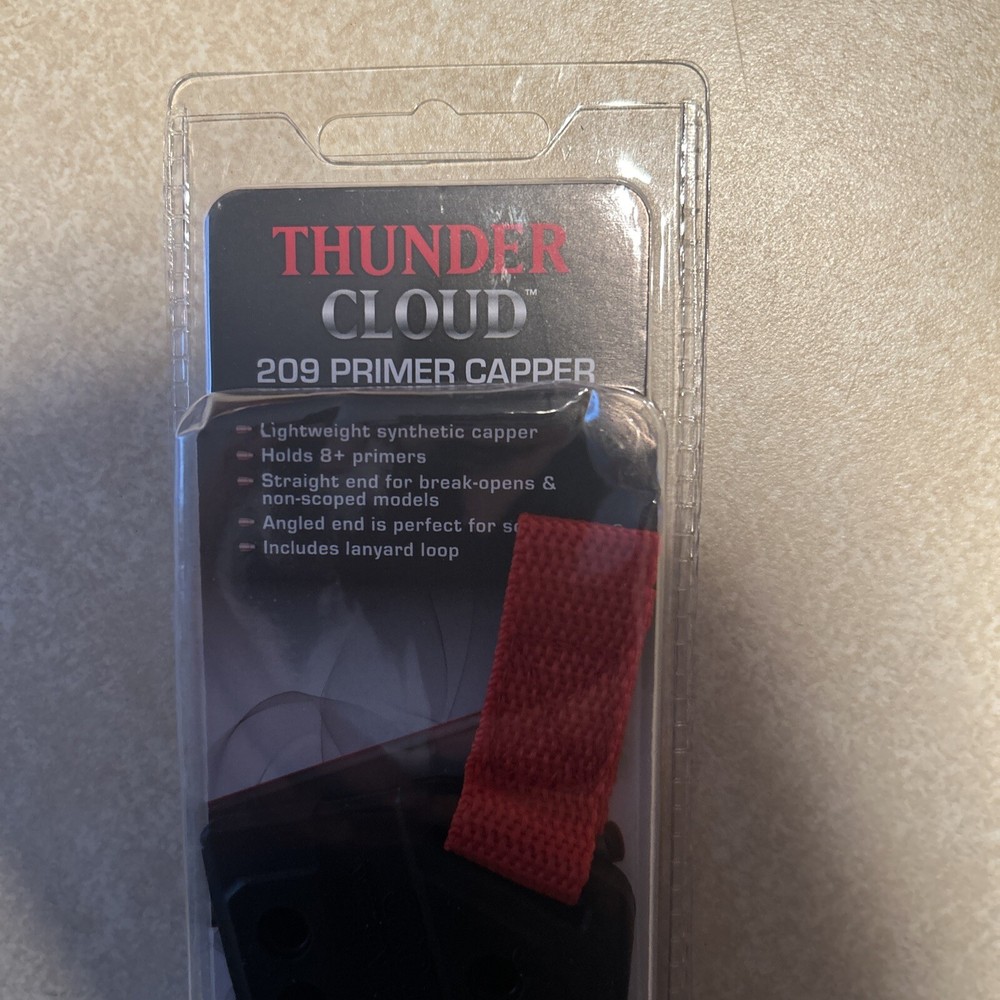 THUNDER
CLOUD™
209 PRIMER CAPPER
Lightweight synthetic capper
Holds 8+ primers
Straight end for break-opens &
non-scoped models
Angled end is perfect for
Includes lanyard loop